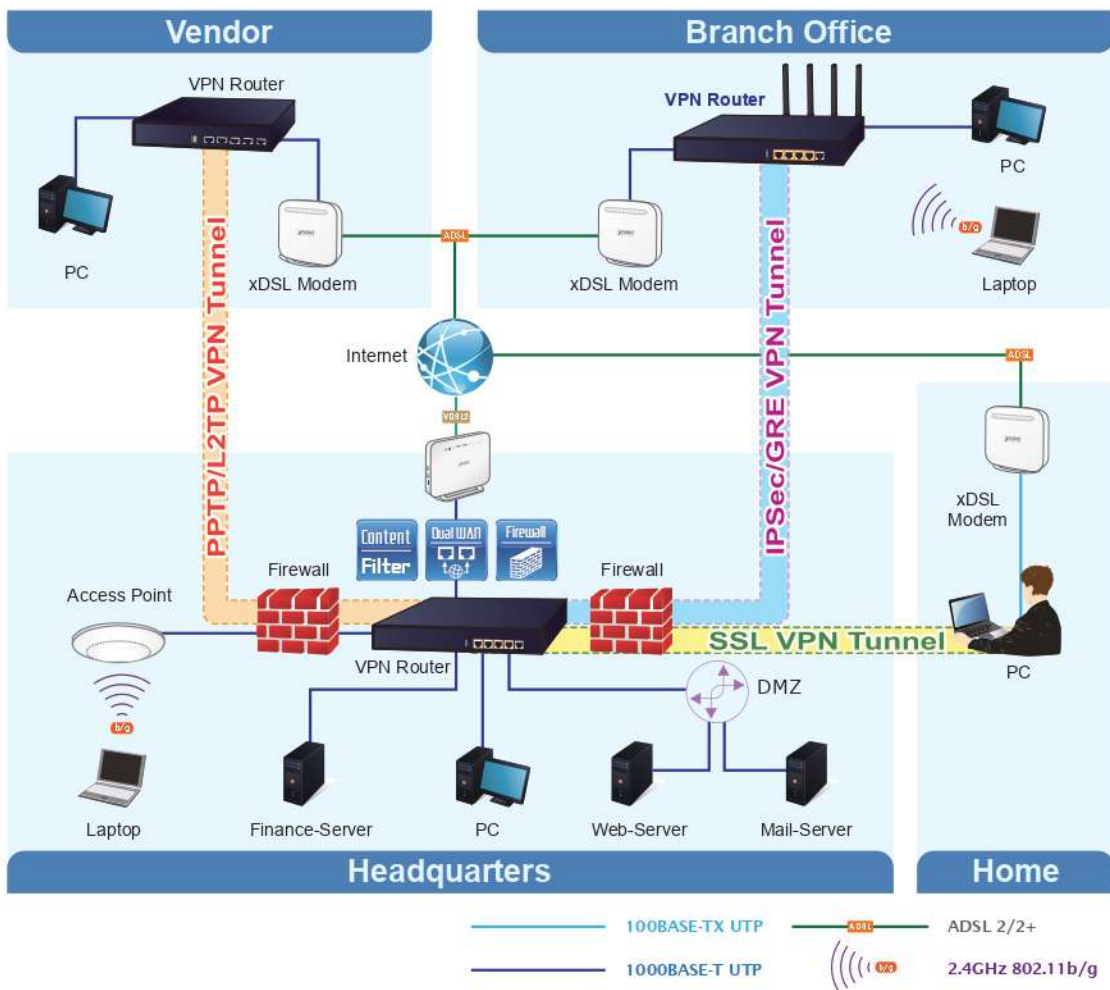 Vendor
Branch Office
VPN Router
VPN Router
PC
PC
xDSL Modem
ADSL
xDSL Modem
b/g
Laptop
PPTP/L2TP VPN Tunnel
IPSec/GRE VPN Tunnel
Internet
ADSL
VDSL2
xDSL
Modem
Content
Filter
Dual WAN
Firewall
Firewall
Firewall
Access Point
VPN Router
SSL VPN Tunnel
PC
DMZ
b/g
Laptop
Finance-Server
PC
Web-Server
Mail-Server
Headquarters
Home
100BASE-TX UTP
ADSL
ADSL 2/2+
1000BASE-T UTP
b/g
2.4GHz 802.11b/g